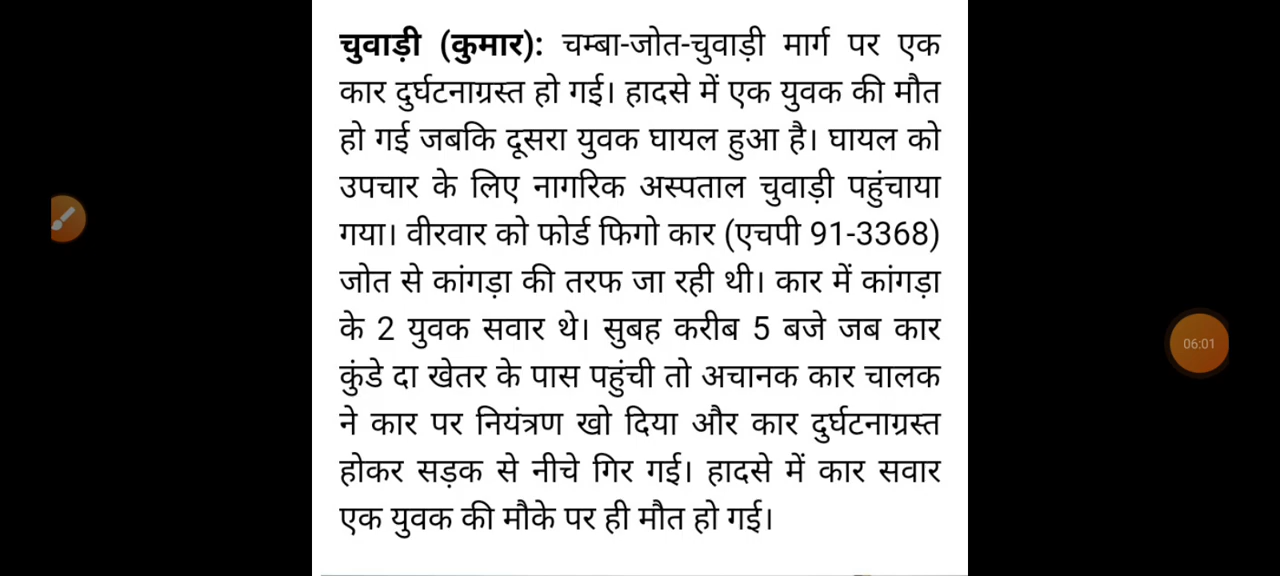 चुवाड़ी (कुमार): चम्बा-जोत-चुवाड़ी मार्ग पर एक
कार दुर्घटनाग्रस्त हो गई। हादसे में एक युवक की मौत
हो गई जबकि दूसरा युवक घायल हुआ है। घायल को
उपचार के लिए नागरिक अस्पताल चुवाड़ी पहुंचाया
गया। वीरवार को फोर्ड फिगो कार (एचपी 91-3368)
जोत से कांगड़ा की तरफ जा रही थी। कार में कांगड़ा
के 2 युवक सवार थे। सुबह करीब 5 बजे जब कार
कुंडे दा खेतर के पास पहुंची तो अचानक कार चालक
ने कार पर नियंत्रण खो दिया और कार दुर्घटनाग्रस्त
होकर सड़क से नीचे गिर गई। हादसे में कार सवार
एक युवक की मौके पर ही मौत हो गई।
06:01